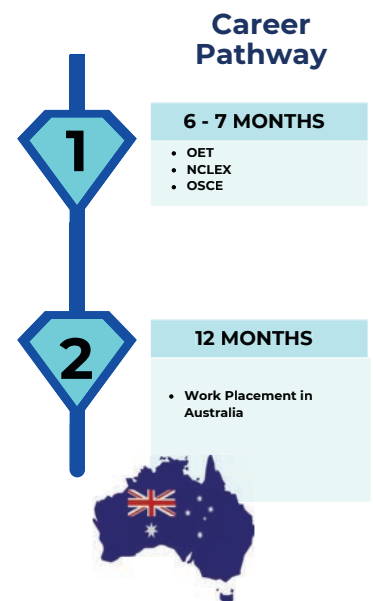 Career
Pathway
1
6 - 7 MONTHS
• OET
• NCLEX
• OSCE
2
12 MONTHS
• Work Placement in
Australia